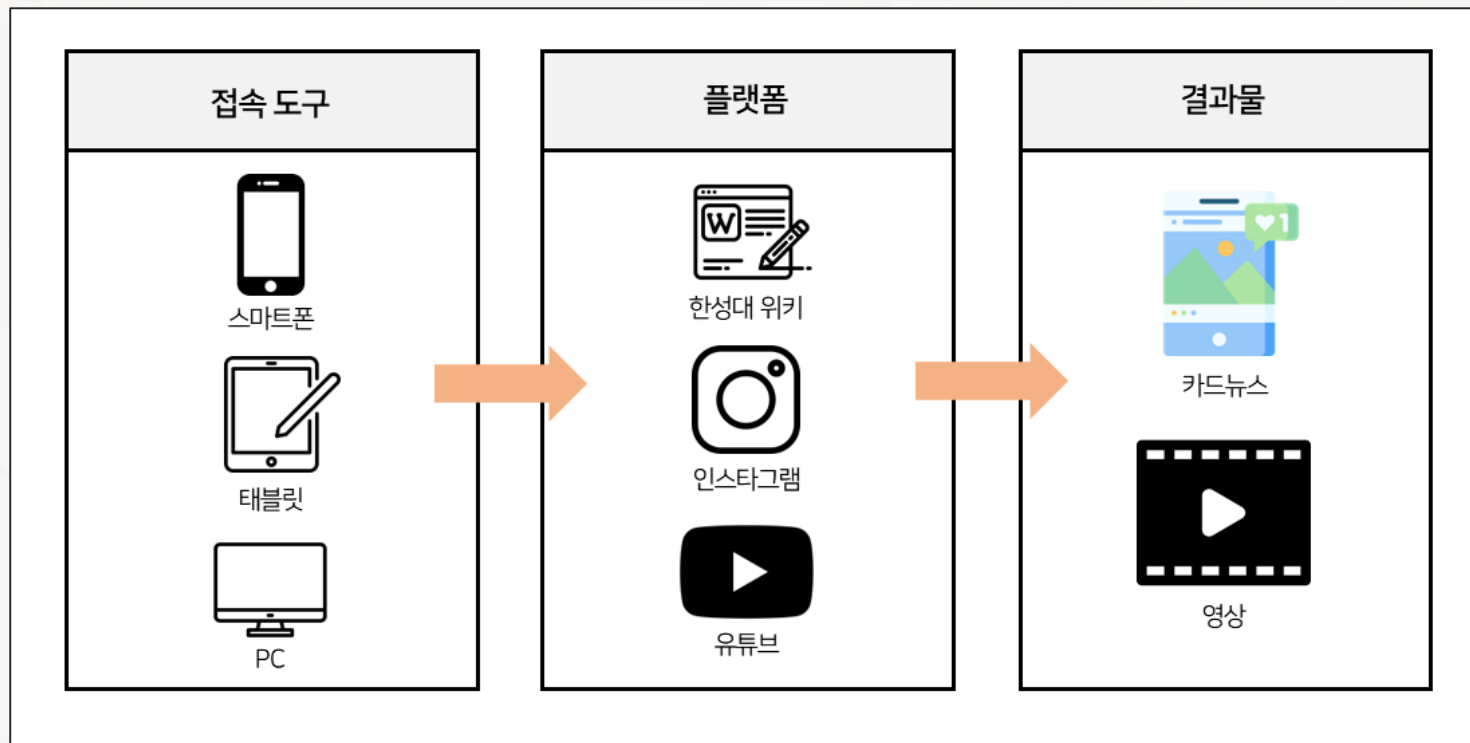 접속 도구
스마트폰
태블릿
PC
플랫폼
W
한성대 위키
인스타그램
유튜브
결과물
1
카드뉴스
영상